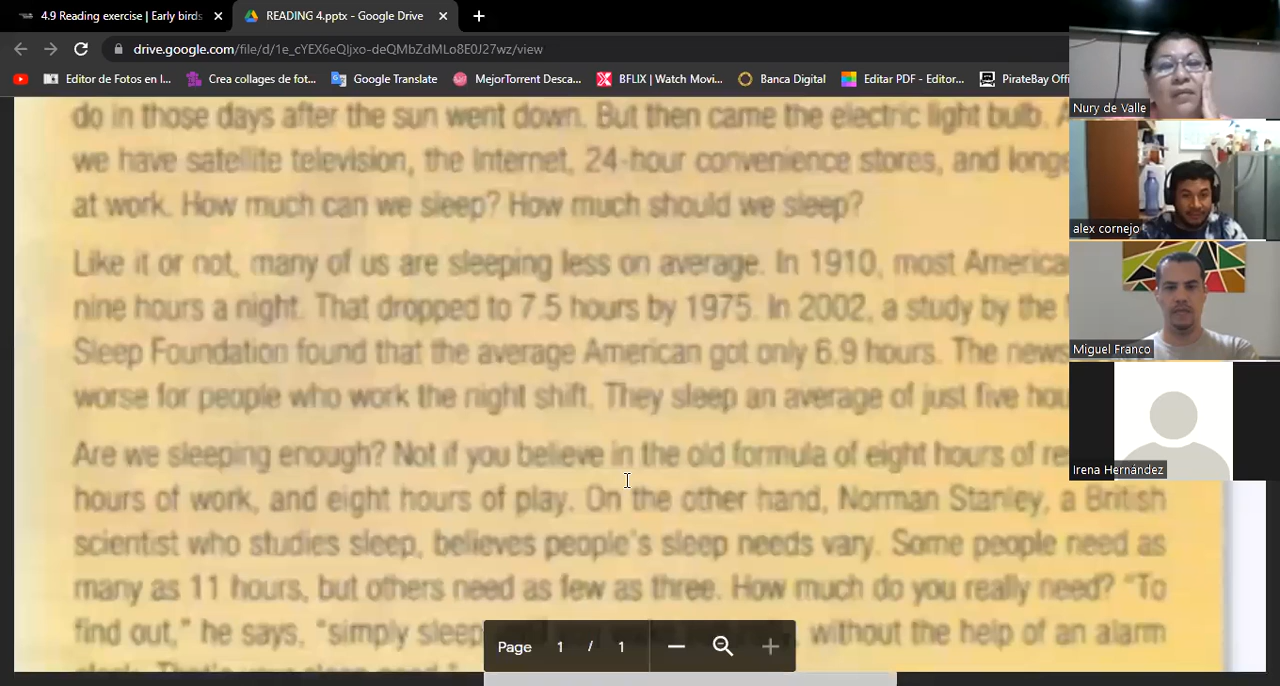 4.9 Reading exercise | Early birds
READING 4.pptx - Google Drive
drive.google.com/file/d/1e_cYEX6eQIjxo-deQMbZdMLo8E0J27wz/view
Editor de Fotos en l... Crea collages de fot... Google Translate MejorTorrent Desca... BFLIX | Watch Movi... Banca Digital Editar PDF - Editor... PirateBay Offi
do in those days after the sun went down. But then came the electric light bulb.
we have satellite television, the Internet, 24-hour convenience stores, and longe
at work. How much can we sleep? How much should we sleep?
Like it or not, many of us are sleeping less on average. In 1910, most America
nine hours a night. That dropped to 7.5 hours by 1975. In 2002, a study by the
Sleep Foundation found that the average American got only 6.9 hours. The news
worse for people who work the night shift. They sleep an average of just five hou
Are we sleeping enough? Not if you believe in the old formula of eight hours of re
hours of work, and eight hours of play. On the other hand, Norman Stanley, a British
scientist who studies sleep, believes people's sleep needs vary. Some people need as
many as 11 hours, but others need as few as three. How much do you really need? "To
find out," he says, "simply sleep without the help of an alarm
Page 1 / 1
Nury de Valle
alex cornejo
Miguel Franco
Irena Hernández